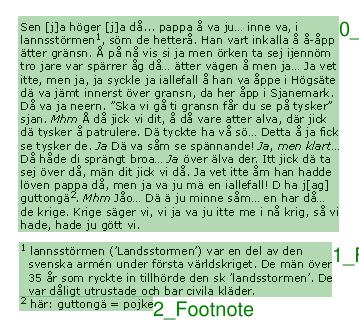 Sen [j]a höger [j]a då... pappa å va ju... inne va, i
lannsstörmen¹, söm de hetterå. Han vart inkalla å å-åpp
ätter gränsn. Å på nå vis si ja men örken ta sej ijennöm
tro jare var spärrer åg då... ätter vägen å men ja... Ja vet
itte, men ja, ja syckle ja iallefall å han va åppe i Högsäte
dä va jämt innerst över gransn, da her åpp i Sjanemark.
Då va ja neern. "Ska vi gå ti gransn får du se på tysker"
sjan. Mhm Å då jick vi dit, å då vare atter alva, där jick
dä tysker å patrulere. Dä tyckte ha vå sö... Detta å ja fick
se tysker de. Ja Dä va såm se spännande! Ja, men klart...
Då håde di sprängt broa... Ja över älva der. Itt jick dä ta
sej över då, män dit jick vi då. Ja vet itte åm han hadde
löven pappa då, men ja va ju mä en iallefall! D ha j[ag]
guttongä². Mhm Jåo... Dä ä ju minne såm... en har då...
de krige. Krige säger vi, vi ja va ju itte me i nå krig, så vi
hade, hade ju gött vi.
0_
¹ lannsstörmen ('Landsstormen') var en del av den
svenska armén under första världskriget. De män över
35 år som ryckte in tillhörde den sk 'landsstormen'. De
var dåligt utrustade och bar civila kläder.
1_F
² här: guttongä = pojke
2_Footnote